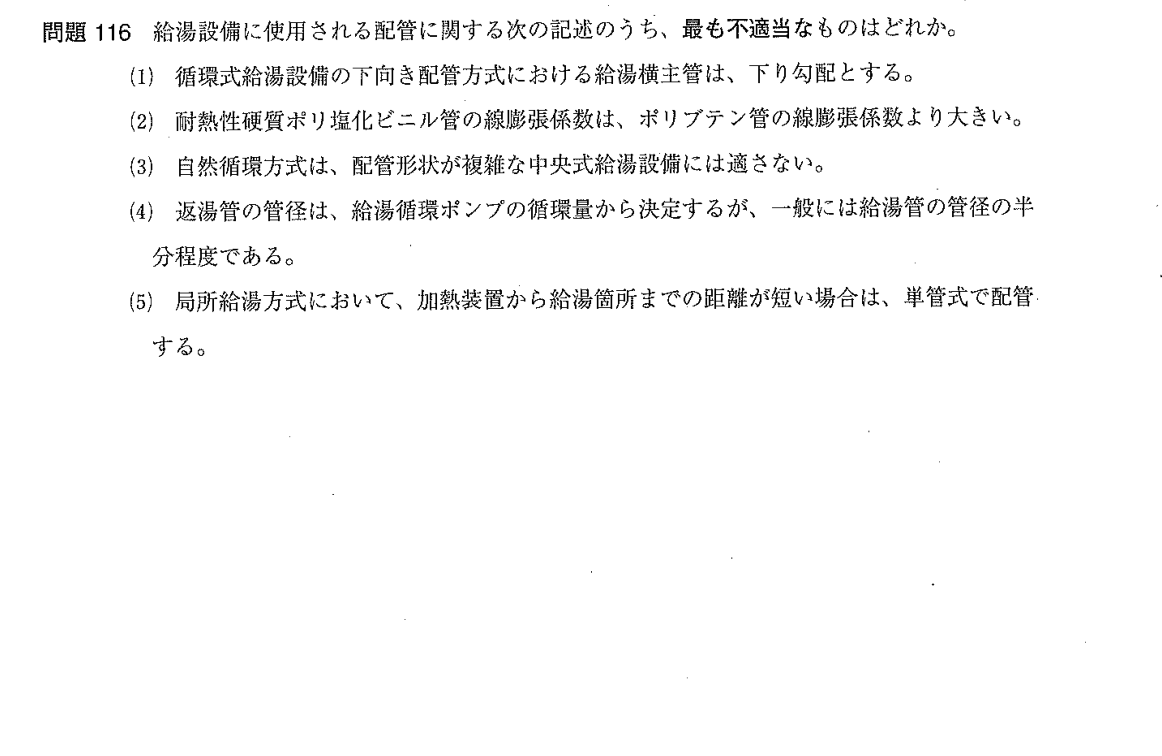 問題 116 給湯設備に使用される配管に関する次の記述のうち、最も不適当なものはどれか。
(1) 循環式給湯設備の下向き配管方式における給湯横主管は、下り勾配とする。
(2) 耐熱性硬質ポリ塩化ビニル管の線膨張係数は、ポリブテン管の線膨張係数より大きい。
(3) 自然循環方式は、配管形状が複雑な中央式給湯設備には適さない。
(4) 返湯管の管径は、給湯循環ポンプの循環量から決定するが、一般には給湯管の管径の半
分程度である。
(5) 局所給湯方式において、加熱装置から給湯箇所までの距離が短い場合は、単管式で配管
する。